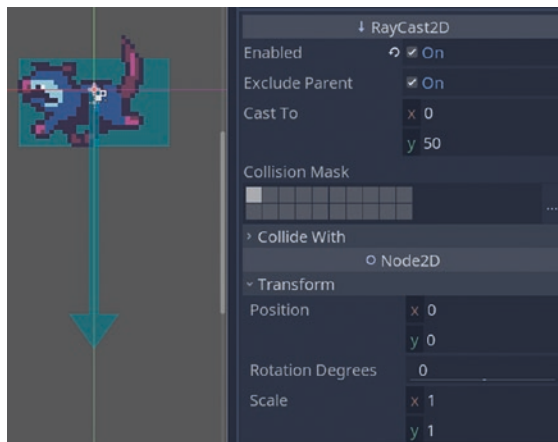 RayCast2D
Enabled On
Exclude Parent On
Cast To x 0
y 50
Collision Mask
...
› Collide With
Node2D
Transform
Position x 0
y 0
Rotation Degrees 0
Scale x 1
y 1